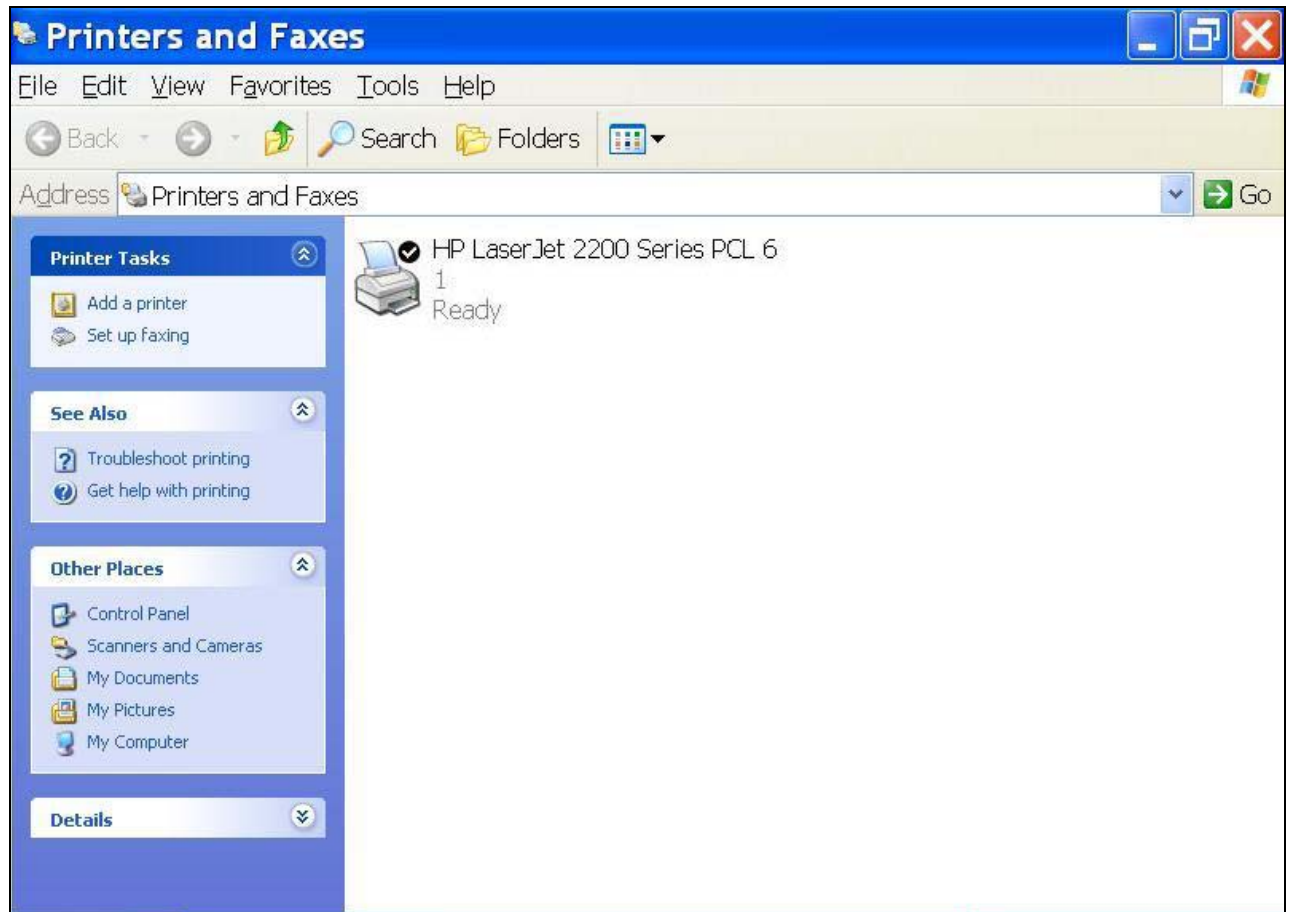 Printers and Faxes
File Edit View Favorites Tools Help
Back Search Folders
Address Printers and Faxes Go
Printer Tasks
Add a printer
Set up faxing
See Also
Troubleshoot printing
Get help with printing
Other Places
Control Panel
Scanners and Cameras
My Documents
My Pictures
My Computer
Details
HP LaserJet 2200 Series PCL 6
1
Ready